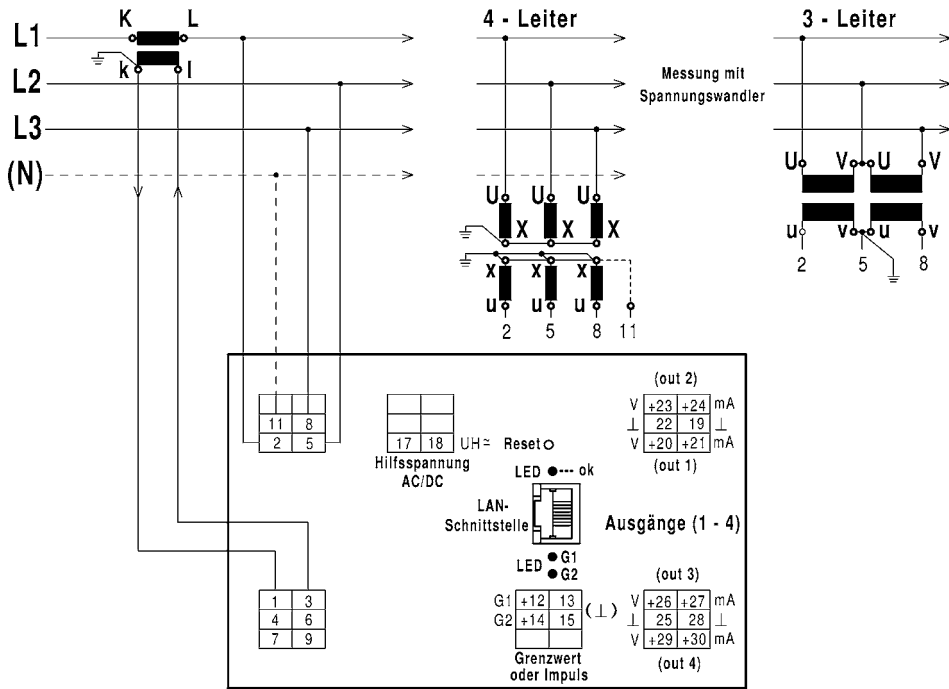 K L 4 - Leiter 3 - Leiter
L1
k l
L2 Messung mit
Spannungswandler
L3
(N)
U V U V
U U U
X X X
u v u v
2 5 8
x x x
u u u
2 5 8 11
(out 2)
V +23 +24 mA
11 8 ⊥ 22 19 ⊥
2 5 17 18 UH≃ Reset V +20 +21 mA
Hilfsspannung
AC/DC
(out 1)
LED --- ok
LAN-
Schnittstelle
Ausgänge (1 - 4)
LED G1
G2
(out 3)
1 3 G1 +12 13 (⊥) V +26 +27 mA
4 6 G2 +14 15 ⊥ 25 28 ⊥
7 9 V +29 +30 mA
Grenzwert
oder Impuls
(out 4)